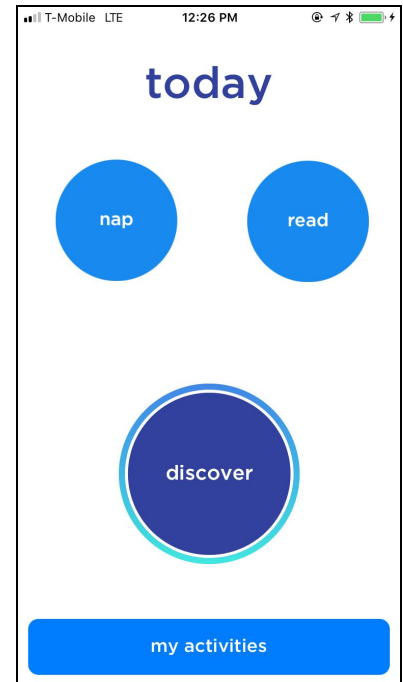 T-Mobile LTE 12:26 PM
today
nap read
discover
my activities